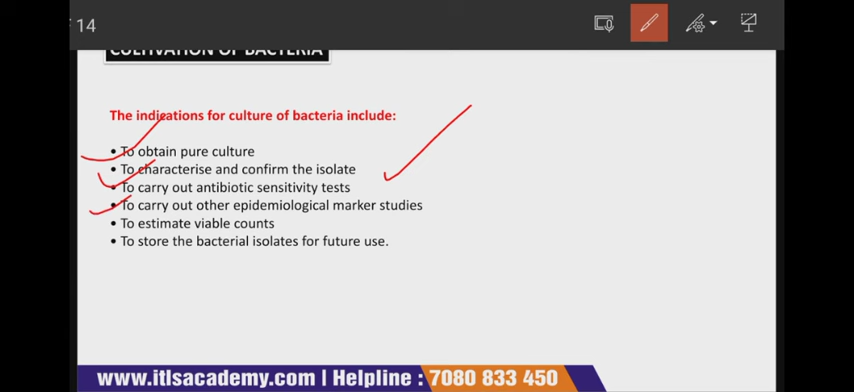 14
CULTIVATION OF BACTERIA
The indications for culture of bacteria include:
• To obtain pure culture
• To characterise and confirm the isolate
• To carry out antibiotic sensitivity tests
• To carry out other epidemiological marker studies
• To estimate viable counts
• To store the bacterial isolates for future use.
www.itlsacademy.com | Helpline : 7080 833 450